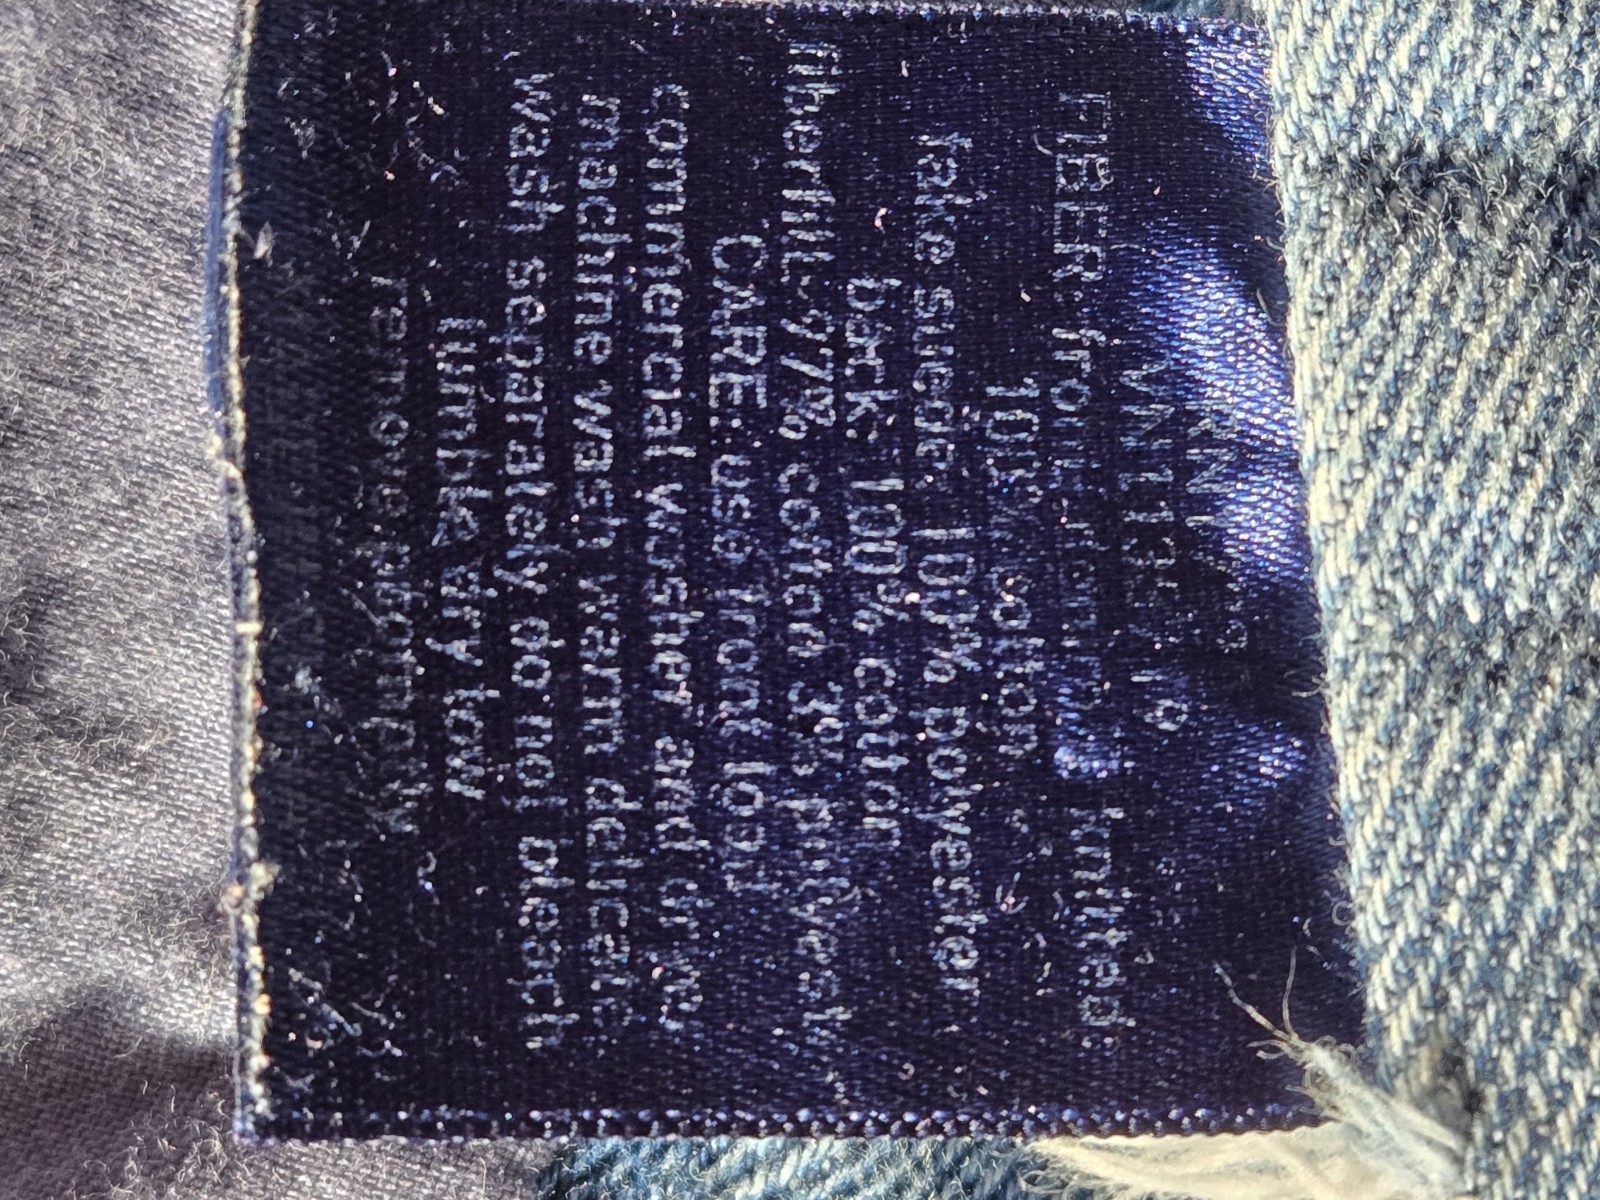 FIBER: front knitted:
100% cotton
fake suede: 100% polyester
back: 100% cotton
fiberfill-97% cotton/ 3%
CARE: use front load
commercial washer and dryer
machine wash warm delicate
wash separately do not bleach
tumble dry low
remove promptly